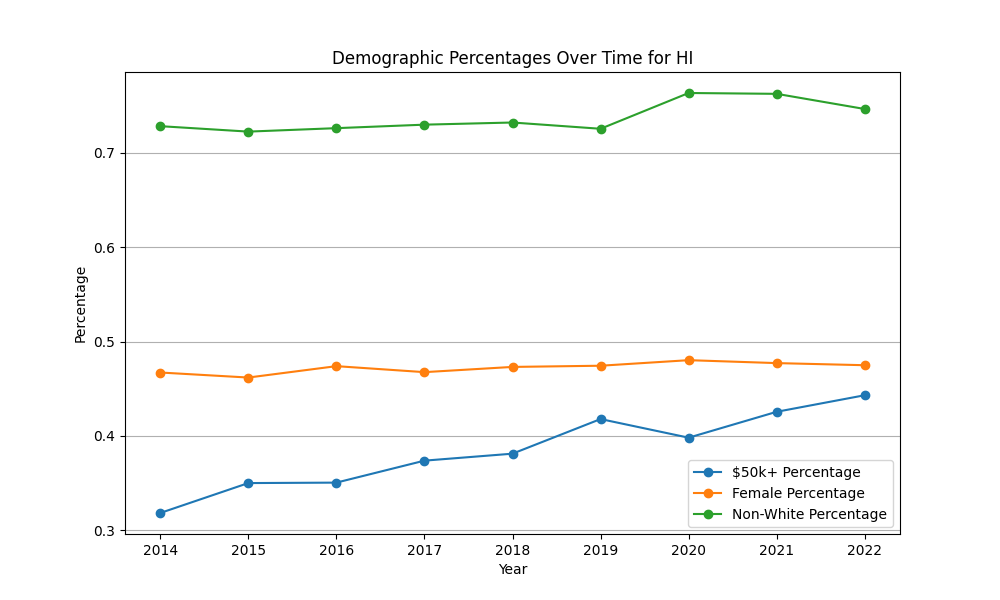 Demographic Percentages Over Time for HI
Percentage
0.7
0.6
0.5
0.4
0.3
$50k+ Percentage
Female Percentage
Non-White Percentage
2014 2015 2016 2017 2018 2019 2020 2021 2022
Year